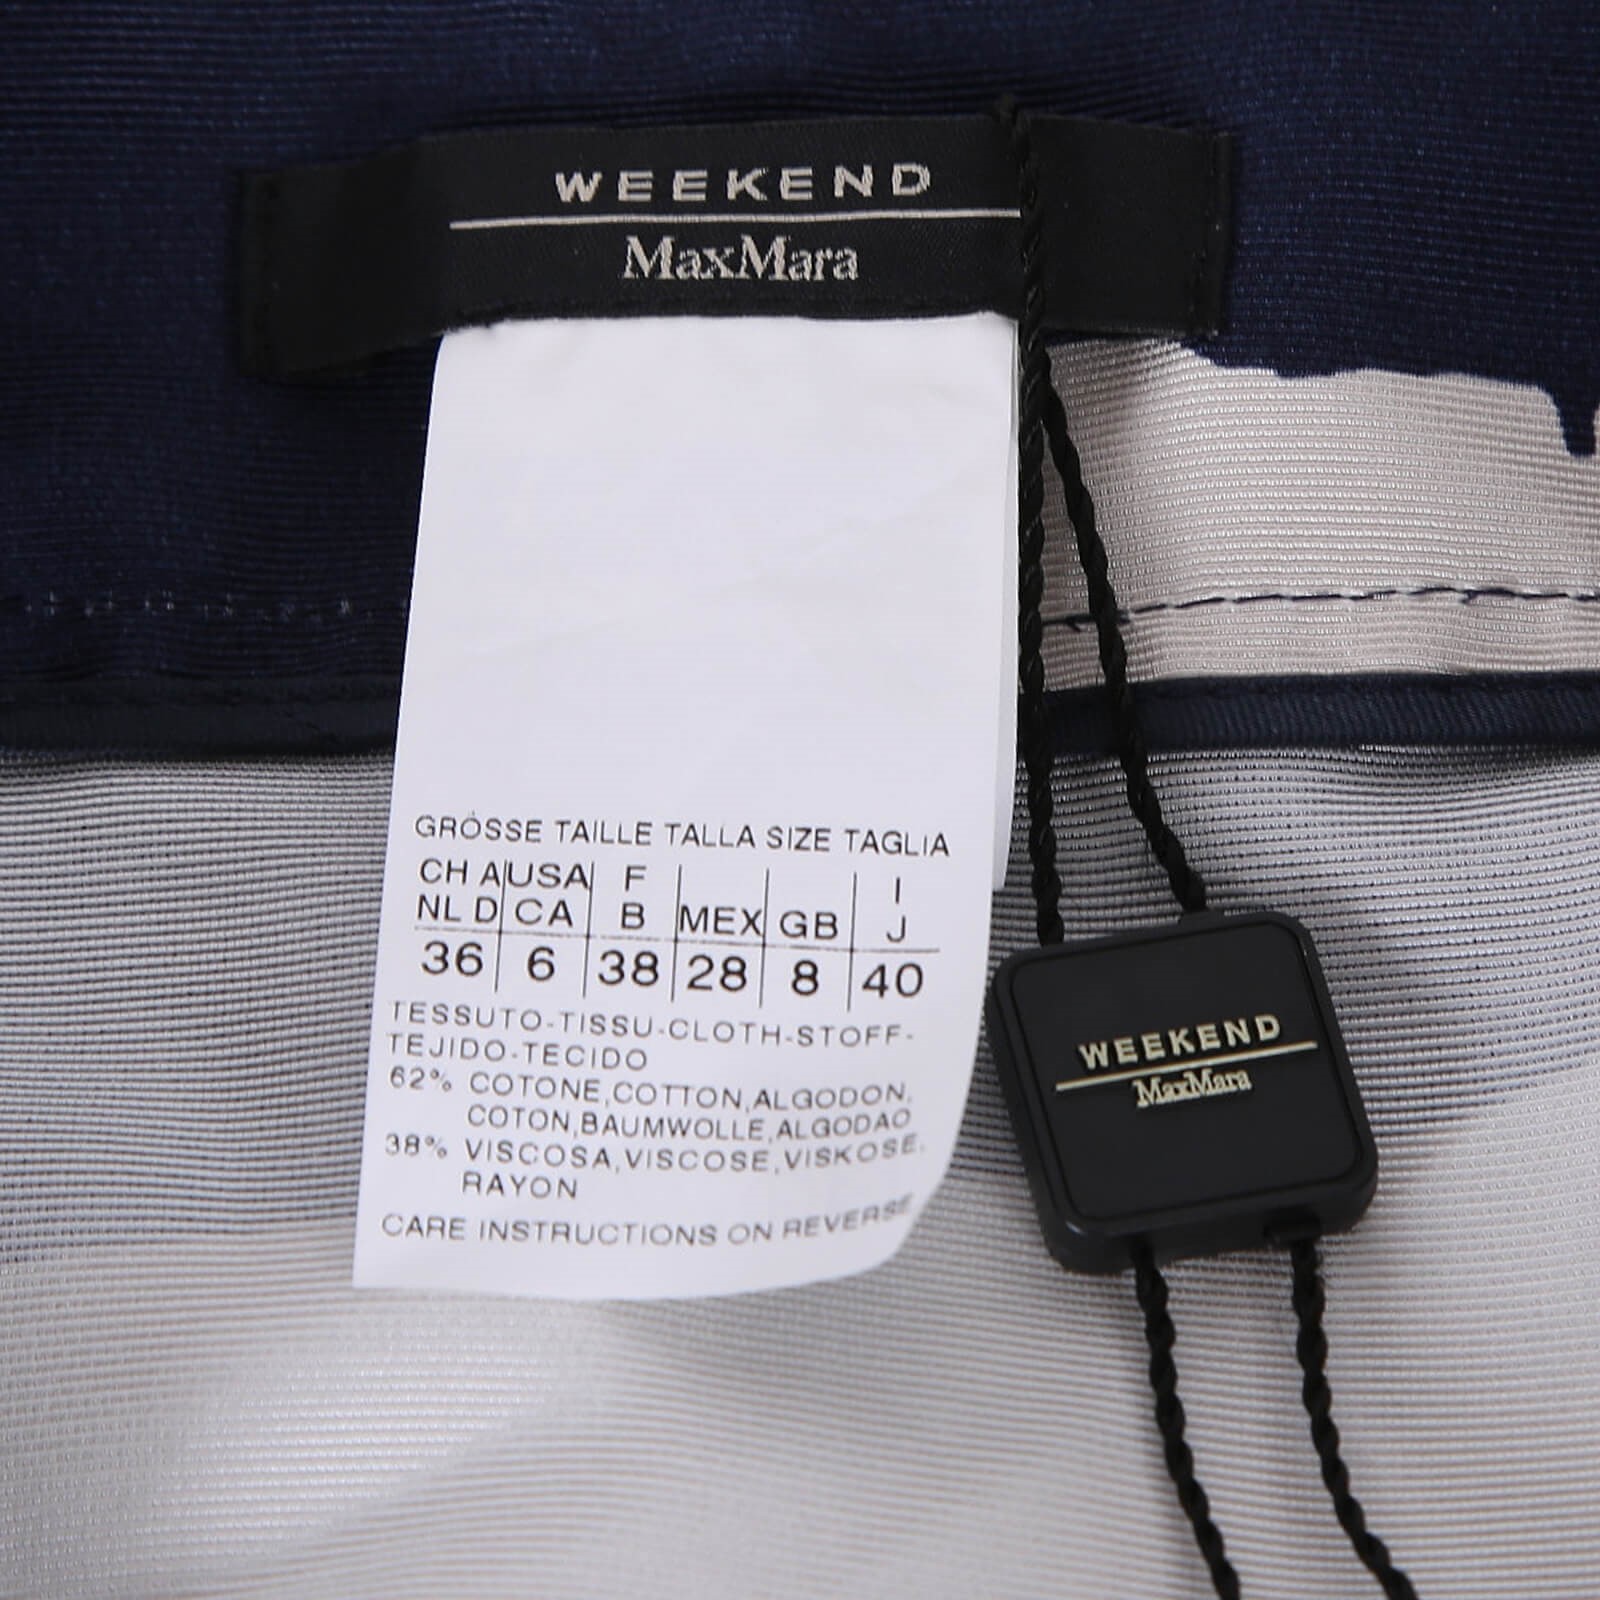 WEEKEND
MaxMara
GRÖSSE TAILLE TALLA SIZE TAGLIA
CH A USA F I
NL D CA B MEX GB J
36 6 38 28 8 40
TESSUTO-TISSU-CLOTH-STOFF-
TEJIDO-TECIDO
62% COTONE,COTTON,ALGODON,
COTON,BAUMWOLLE,ALGODAO
38% VISCOSA,VISCOSE,VISKOSE,
RAYON
CARE INSTRUCTIONS ON REVERSE
WEEKEND
MaxMara